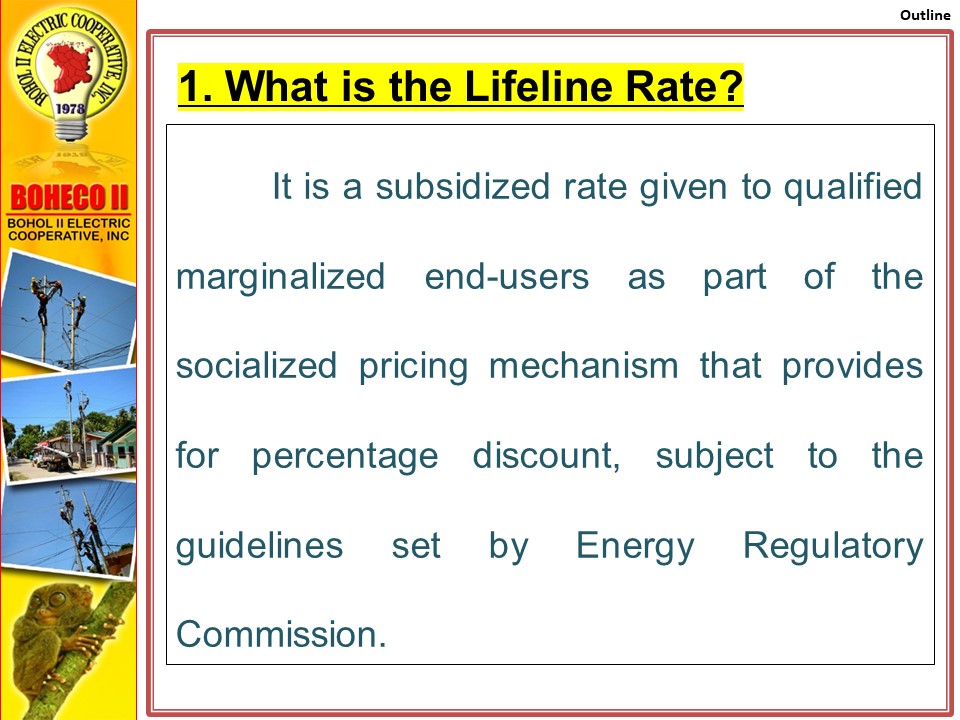 Outline
BOHOL II ELECTRIC COOPERATIVE, INC.
1978
BOHECO II
BOHOL II ELECTRIC
COOPERATIVE, INC
1. What is the Lifeline Rate?
It is a subsidized rate given to qualified
marginalized end-users as part of the
socialized pricing mechanism that provides
for percentage discount, subject to the
guidelines set by Energy Regulatory
Commission.